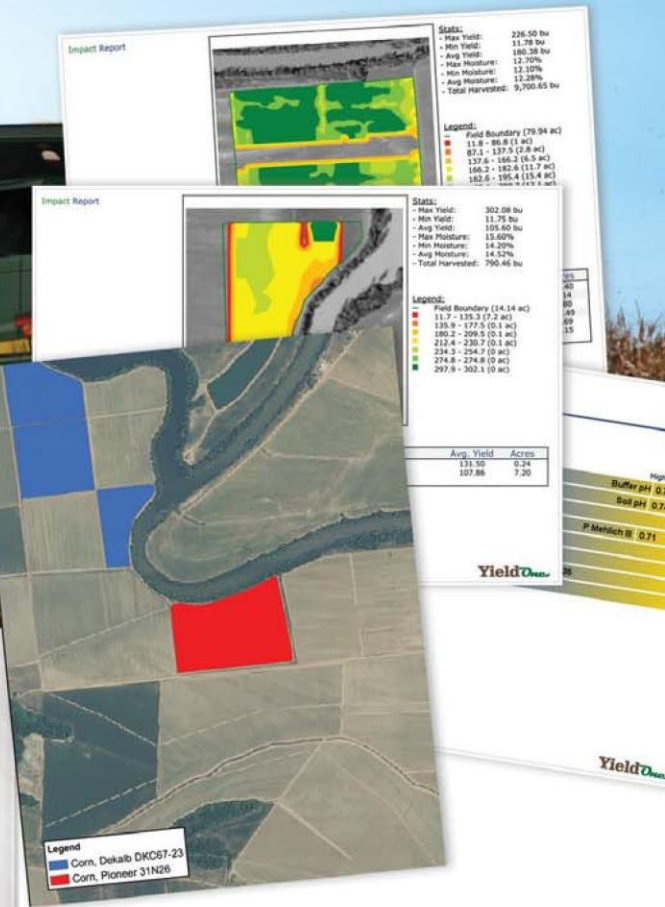 Impact Report
Stats:
- Max Yield: 226.50 bu
- Min Yield: 11.78 bu
- Avg Yield: 180.38 bu
- Max Moisture: 12.70%
- Min Moisture: 12.10%
- Avg Moisture: 12.28%
- Total Harvested: 9,700.65 bu
Legend:
Field Boundary (79.94 ac)
11.8 - 86.8 (1 ac)
87.1 - 137.5 (2.8 ac)
137.6 - 166.2 (6.5 ac)
166.2 - 182.6 (11.7 ac)
182.6 - 195.4 (15.4 ac)
Impact Report
Stats:
- Max Yield: 302.08 bu
- Min Yield: 11.75 bu
- Avg Yield: 105.60 bu
- Max Moisture: 15.60%
- Min Moisture: 14.20%
- Avg Moisture: 14.52%
- Total Harvested: 790.46 bu
Legend:
Field Boundary (14.14 ac)
11.7 - 135.3 (7.2 ac)
135.9 - 177.5 (0.1 ac)
180.2 - 209.5 (0.1 ac)
212.4 - 230.7 (0.1 ac)
234.3 - 254.7 (0 ac)
274.8 - 274.8 (0 ac)
297.9 - 302.1 (0 ac)
Avg. Yield Acres
131.50 0.24
107.86 7.20
YieldOne
Buffer pH
Soil pH
P Mehlich III 0.71
YieldOne
Legend
Corn, Dekalb DKC67-23
Corn, Pioneer 31N26